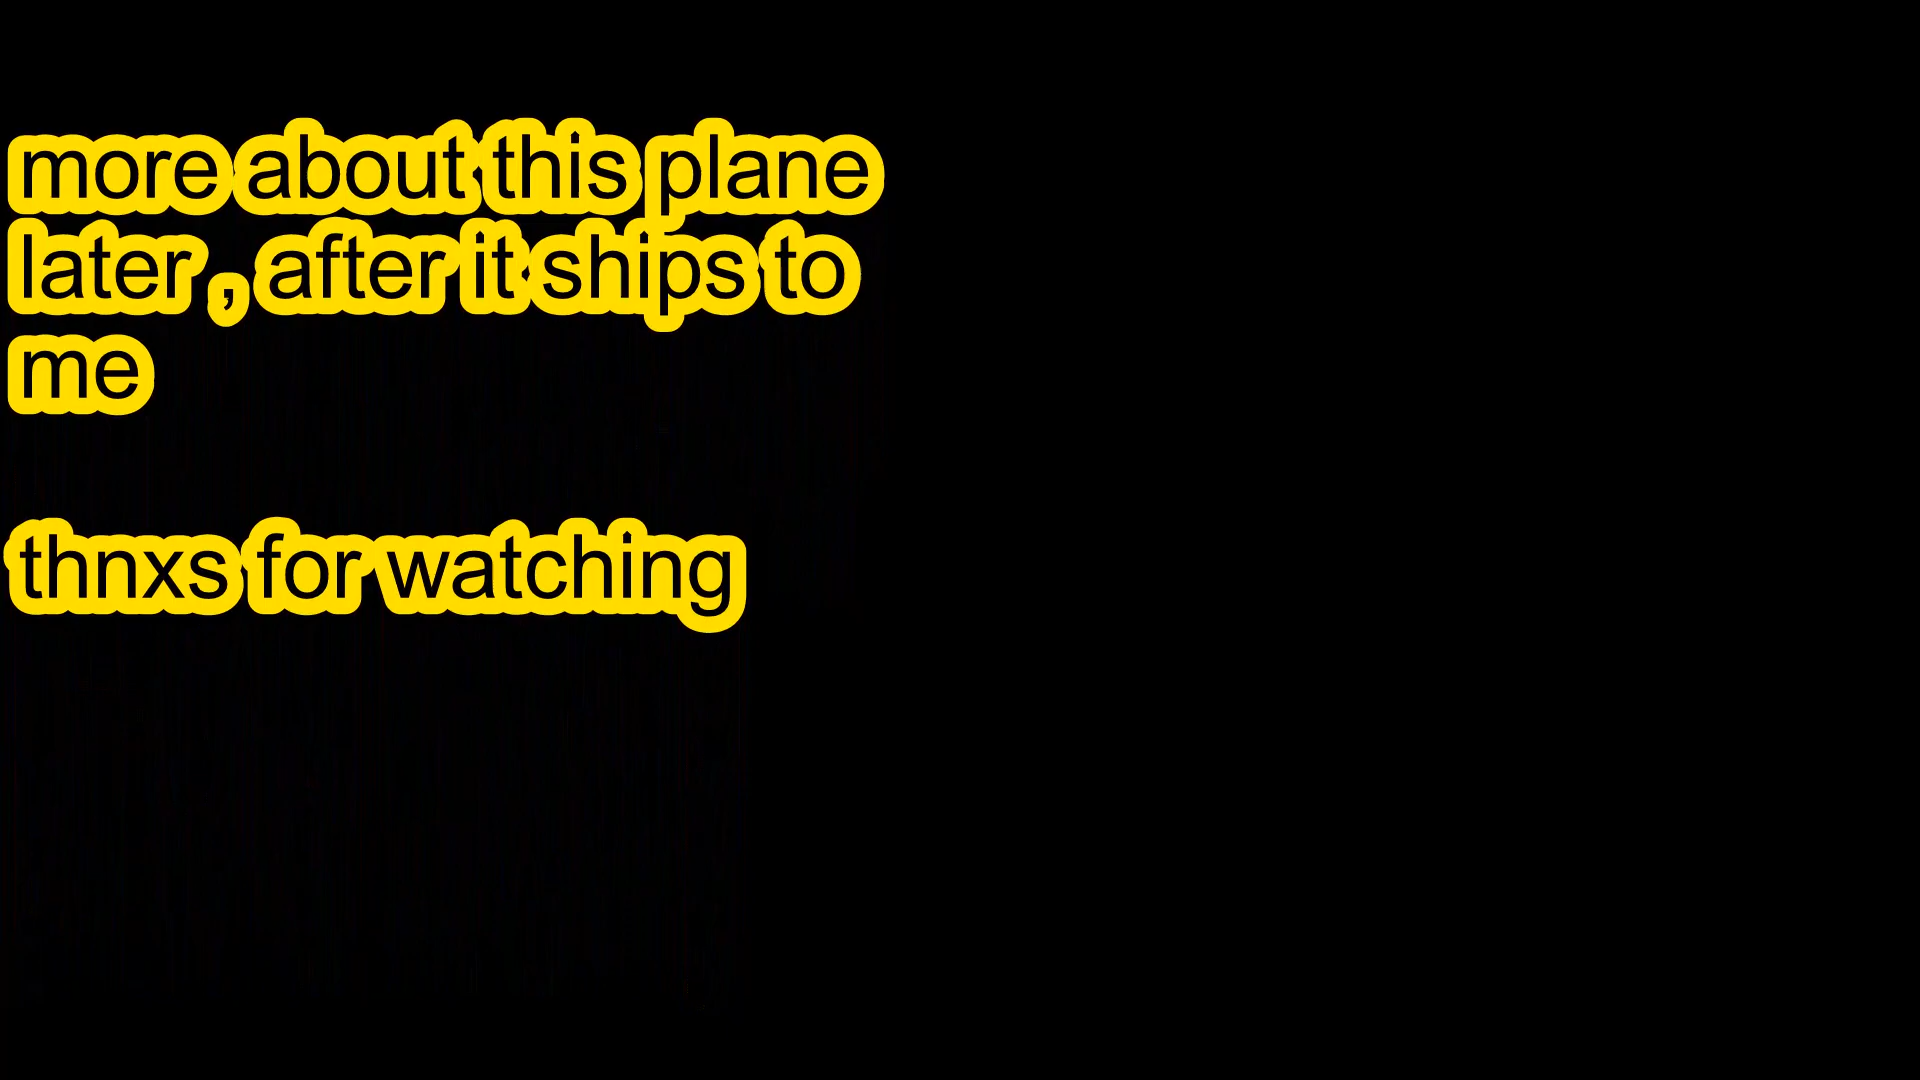 more about this plane
later , after it ships to
me
thnxs for watching